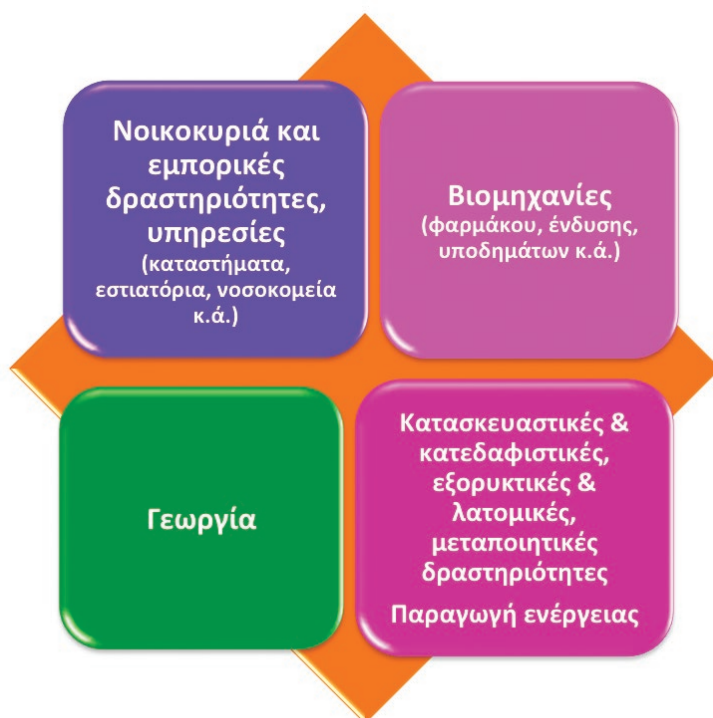 Νοικοκυριά και
εμπορικές
δραστηριότητες,
υπηρεσίες
(καταστήματα,
εστιατόρια, νοσοκομεία
κ.ά.)
Βιομηχανίες
(φαρμάκου, ένδυσης,
υποδημάτων κ.ά.)
Γεωργία
Κατασκευαστικές &
κατεδαφιστικές,
εξορυκτικές &
λατομικές,
μεταποιητικές
δραστηριότητες
Παραγωγή ενέργειας